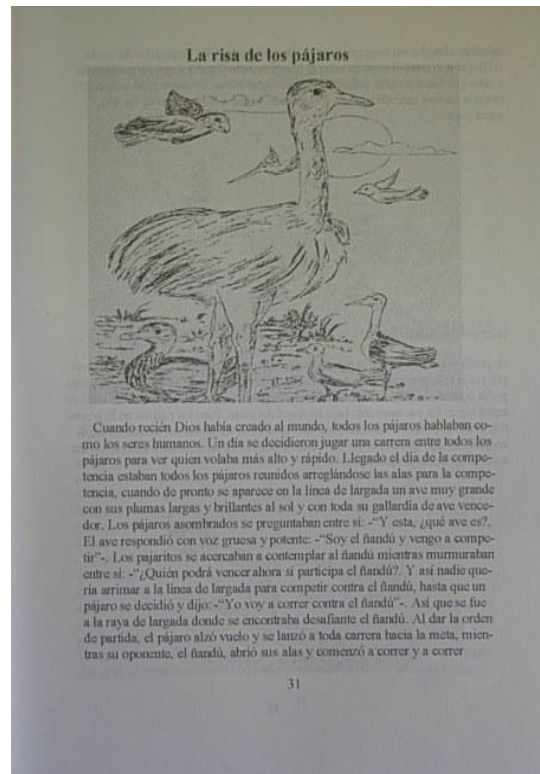 La risa de los pájaros
Cuando recién Dios había creado al mundo, todos los pájaros hablaban co-
mo los seres humanos. Un día se decidieron jugar una carrera entre todos los
pájaros para ver quien volaba más alto y rápido. Llegado el día de la compe-
tencia estaban todos los pájaros reunidos arreglándose las alas para la compe-
tencia, cuando de pronto se aparece en la línea de largada un ave muy grande
con sus plumas largas y brillantes al sol y con toda su gallardía de ave vence-
dor. Los pájaros asombrados se preguntaban entre sí: -“Y esta, ¿qué ave es?.
El ave respondió con voz gruesa y potente: -“Soy el ñandú y vengo a compe-
tir”-. Los pajaritos se acercaban a contemplar al ñandú mientras murmuraban
entre sí: -“¿Quién podrá vencer ahora si participa el ñandú?. Y así nadie que-
ría arrimar a la línea de largada para competir contra el ñandú, hasta que un
pájaro se decidió y dijo: -“Yo voy a correr contra el ñandú”-. Así que se fue
a la raya de largada donde se encontraba desafiante el ñandú. Al dar la orden
de partida, el pájaro alzó vuelo y se lanzó a toda carrera hacia la meta, mien-
tras su oponente, el ñandú, abrió sus alas y comenzó a correr y a correr
31